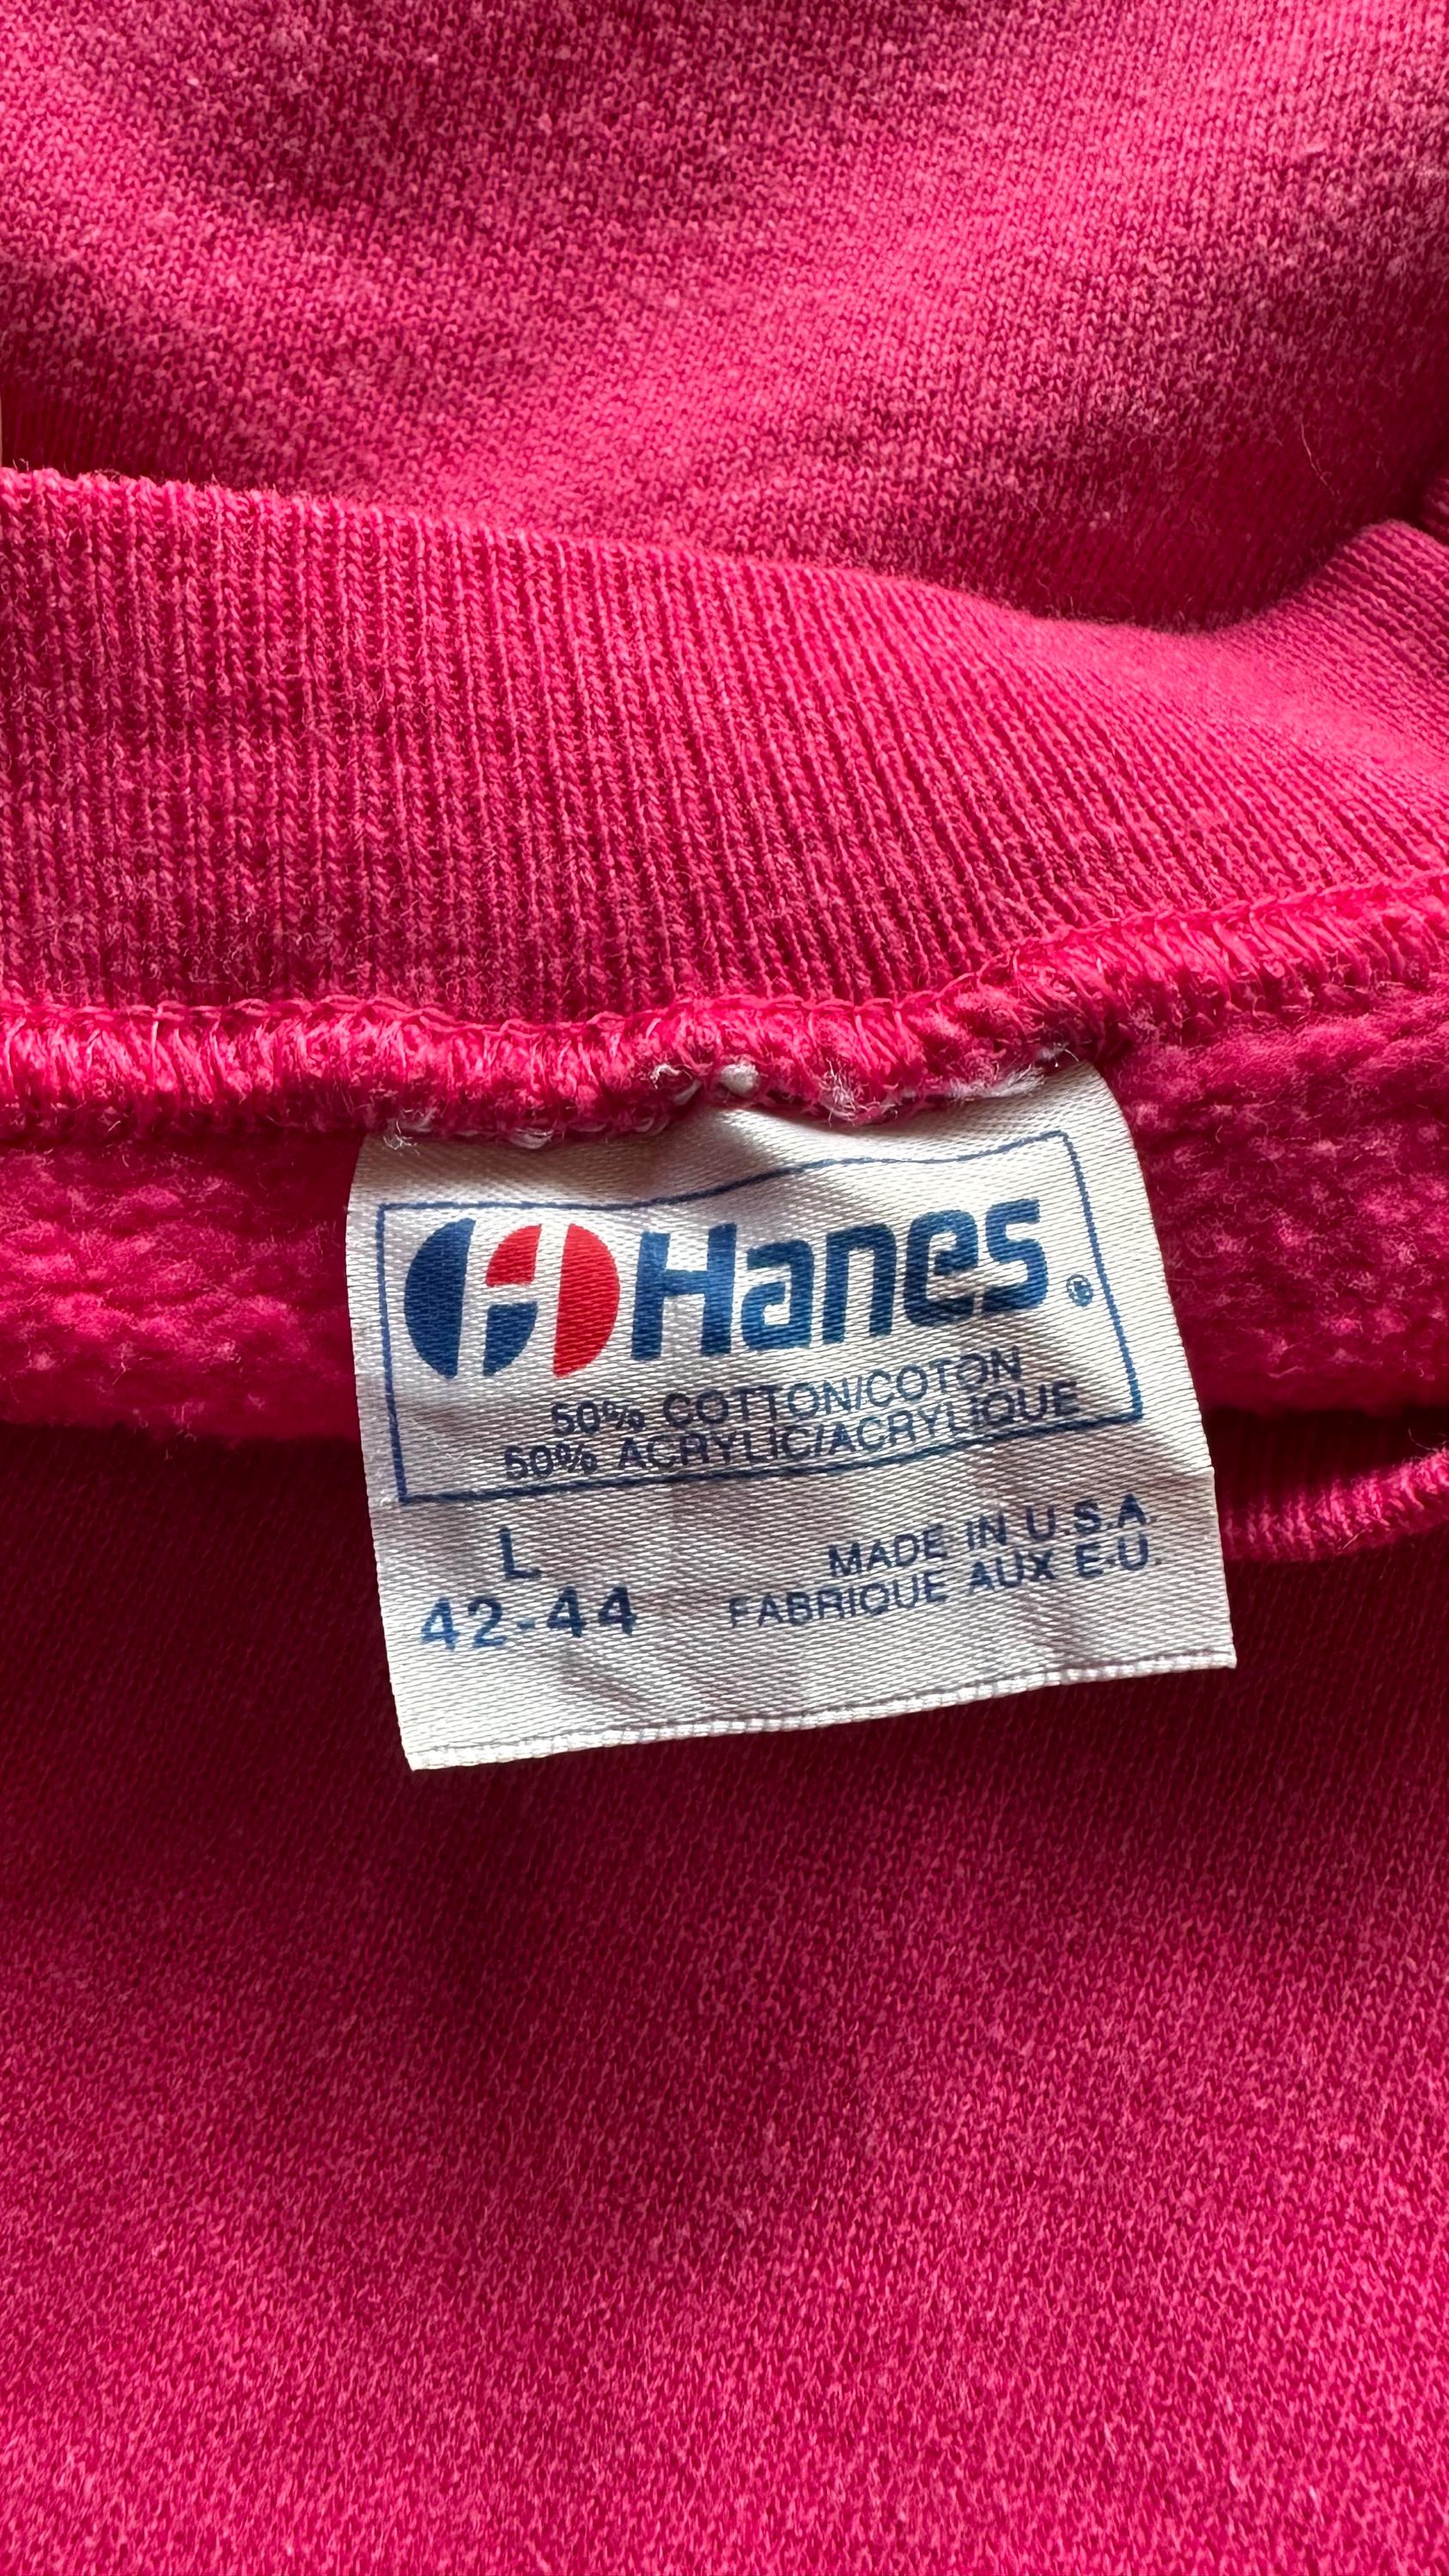 Hanes®
50% COTTON/COTON
50% ACRYLIC/ACRYLIQUE
L
42-44
MADE IN U.S.A.
FABRIQUE AUX E.-U.